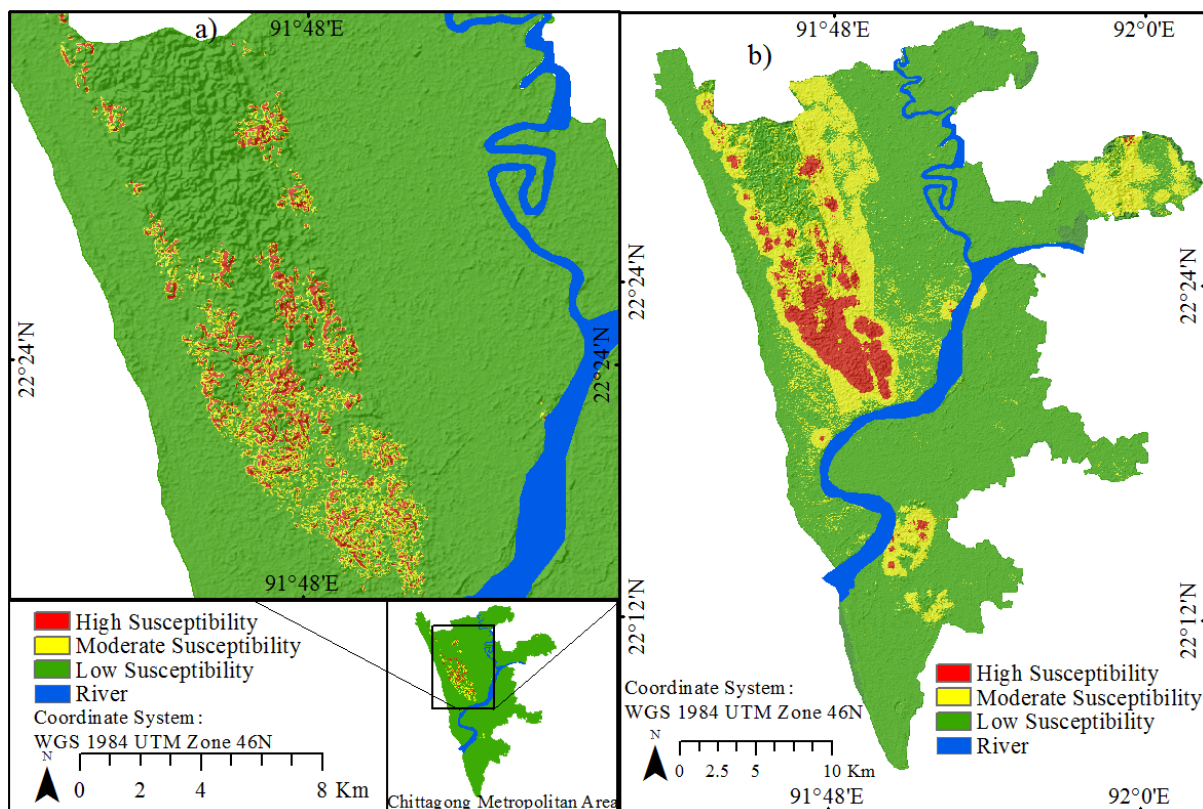 a)
91°48'E
22°24'N
22°24'N
91°48'E
High Susceptibility
Moderate Susceptibility
Low Susceptibility
River
Coordinate System :
WGS 1984 UTM Zone 46N
N
0 2 4 8 Km
Chittagong Metropolitan Area
b)
91°48'E
92°0'E
22°24'N
22°24'N
22°12'N
22°12'N
High Susceptibility
Moderate Susceptibility
Low Susceptibility
River
Coordinate System :
WGS 1984 UTM Zone 46N
N
0 2.5 5 10 Km
91°48'E
92°0'E